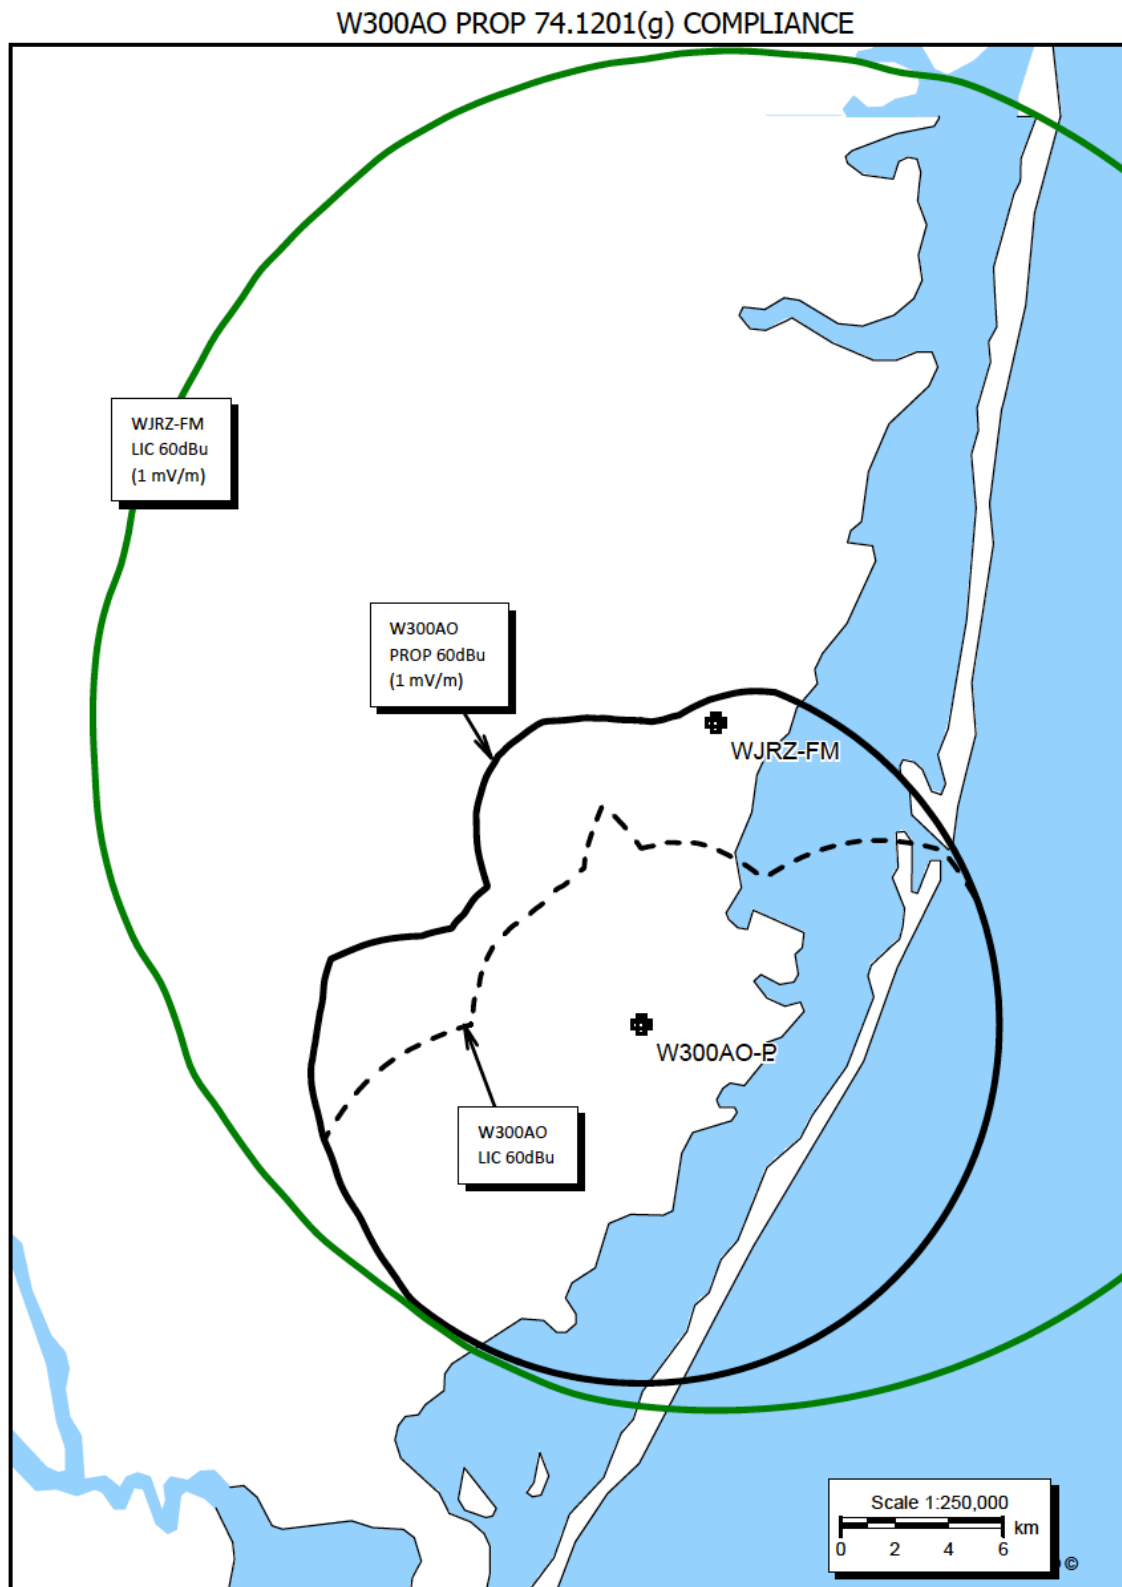 W300AO PROP 74.1201(g) COMPLIANCE
WJRZ-FM
LIC 60dBu
(1 mV/m)
W300AO
PROP 60dBu
(1 mV/m)
WJRZ-FM
W300AO-P
W300AO
LIC 60dBu
Scale 1:250,000
km
0 2 4 6
©